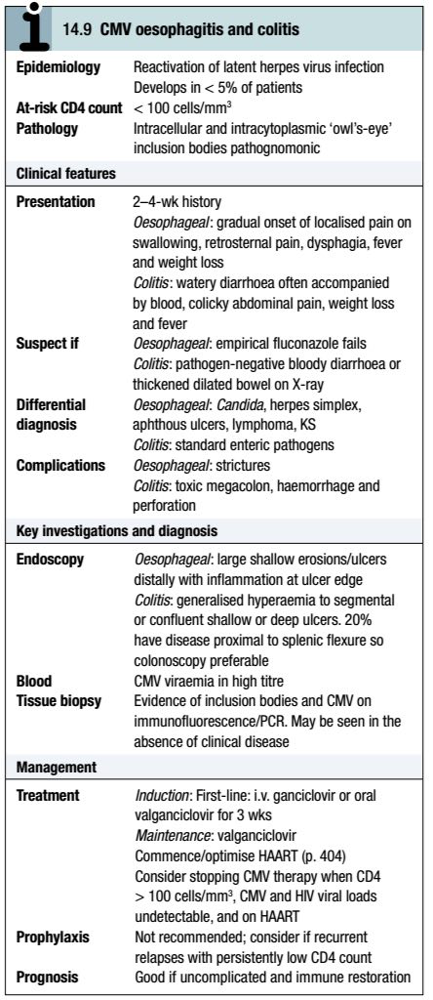 i
14.9 CMV oesophagitis and colitis
Epidemiology Reactivation of latent herpes virus infection
Develops in < 5% of patients
At-risk CD4 count < 100 cells/mm³
Pathology Intracellular and intracytoplasmic ‘owl’s-eye’
inclusion bodies pathognomonic
Clinical features
Presentation 2–4-wk history
Oesophageal: gradual onset of localised pain on
swallowing, retrosternal pain, dysphagia, fever
and weight loss
Colitis: watery diarrhoea often accompanied
by blood, colicky abdominal pain, weight loss
and fever
Suspect if Oesophageal: empirical fluconazole fails
Colitis: pathogen-negative bloody diarrhoea or
thickened dilated bowel on X-ray
Differential Oesophageal: Candida, herpes simplex,
diagnosis aphthous ulcers, lymphoma, KS
Colitis: standard enteric pathogens
Complications Oesophageal: strictures
Colitis: toxic megacolon, haemorrhage and
perforation
Key investigations and diagnosis
Endoscopy Oesophageal: large shallow erosions/ulcers
distally with inflammation at ulcer edge
Colitis: generalised hyperaemia to segmental
or confluent shallow or deep ulcers. 20%
have disease proximal to splenic flexure so
colonoscopy preferable
Blood CMV viraemia in high titre
Tissue biopsy Evidence of inclusion bodies and CMV on
immunofluorescence/PCR. May be seen in the
absence of clinical disease
Management
Treatment Induction: First-line: i.v. ganciclovir or oral
valganciclovir for 3 wks
Maintenance: valganciclovir
Commence/optimise HAART (p. 404)
Consider stopping CMV therapy when CD4
> 100 cells/mm³, CMV and HIV viral loads
undetectable, and on HAART
Prophylaxis Not recommended; consider if recurrent
relapses with persistently low CD4 count
Prognosis Good if uncomplicated and immune restoration